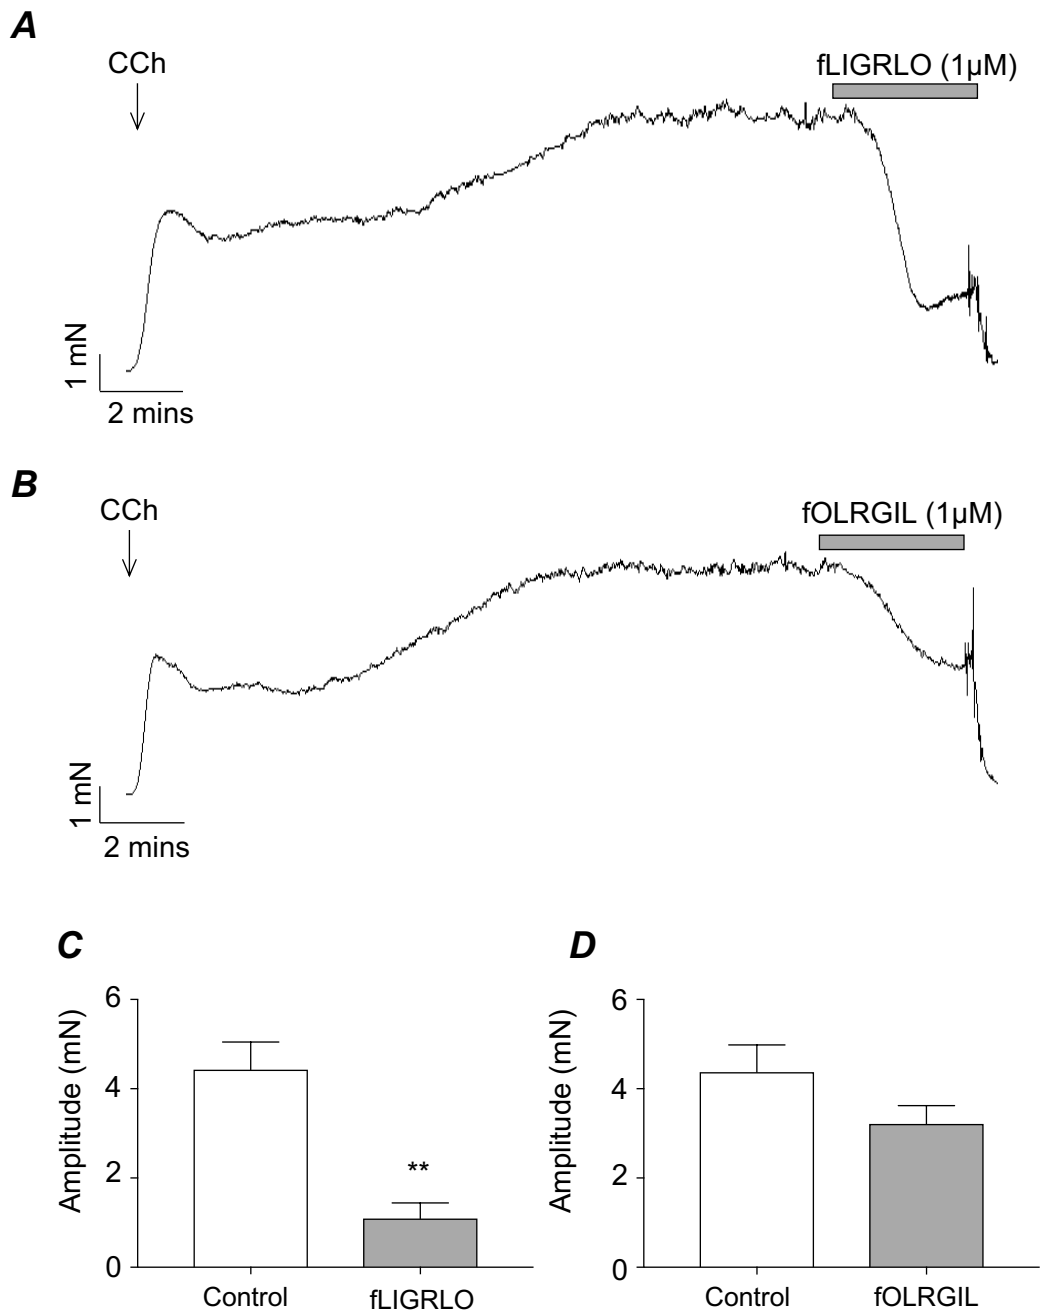 A
CCh
fLIGRLO (1µM)
1 mN
2 mins
B
CCh
fOLRGIL (1µM)
1 mN
2 mins
C
D
Amplitude (mN)
6
4
2
0
**
Control
fLIGRLO
Amplitude (mN)
6
4
2
0
Control
fOLRGIL